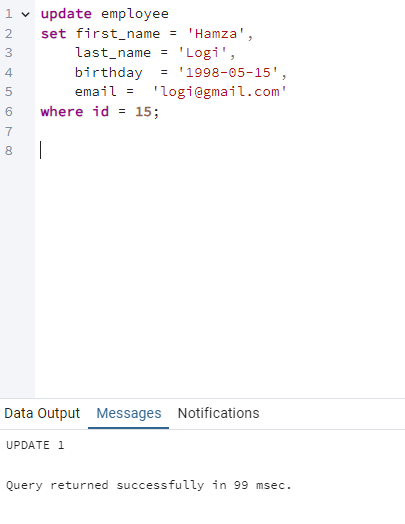 1 update employee
2 set first_name = 'Hamza',
3 last_name = 'Logi',
4 birthday = '1998-05-15',
5 email = 'logi@gmail.com'
6 where id = 15;
7
8
Data Output Messages Notifications
UPDATE 1
Query returned successfully in 99 msec.